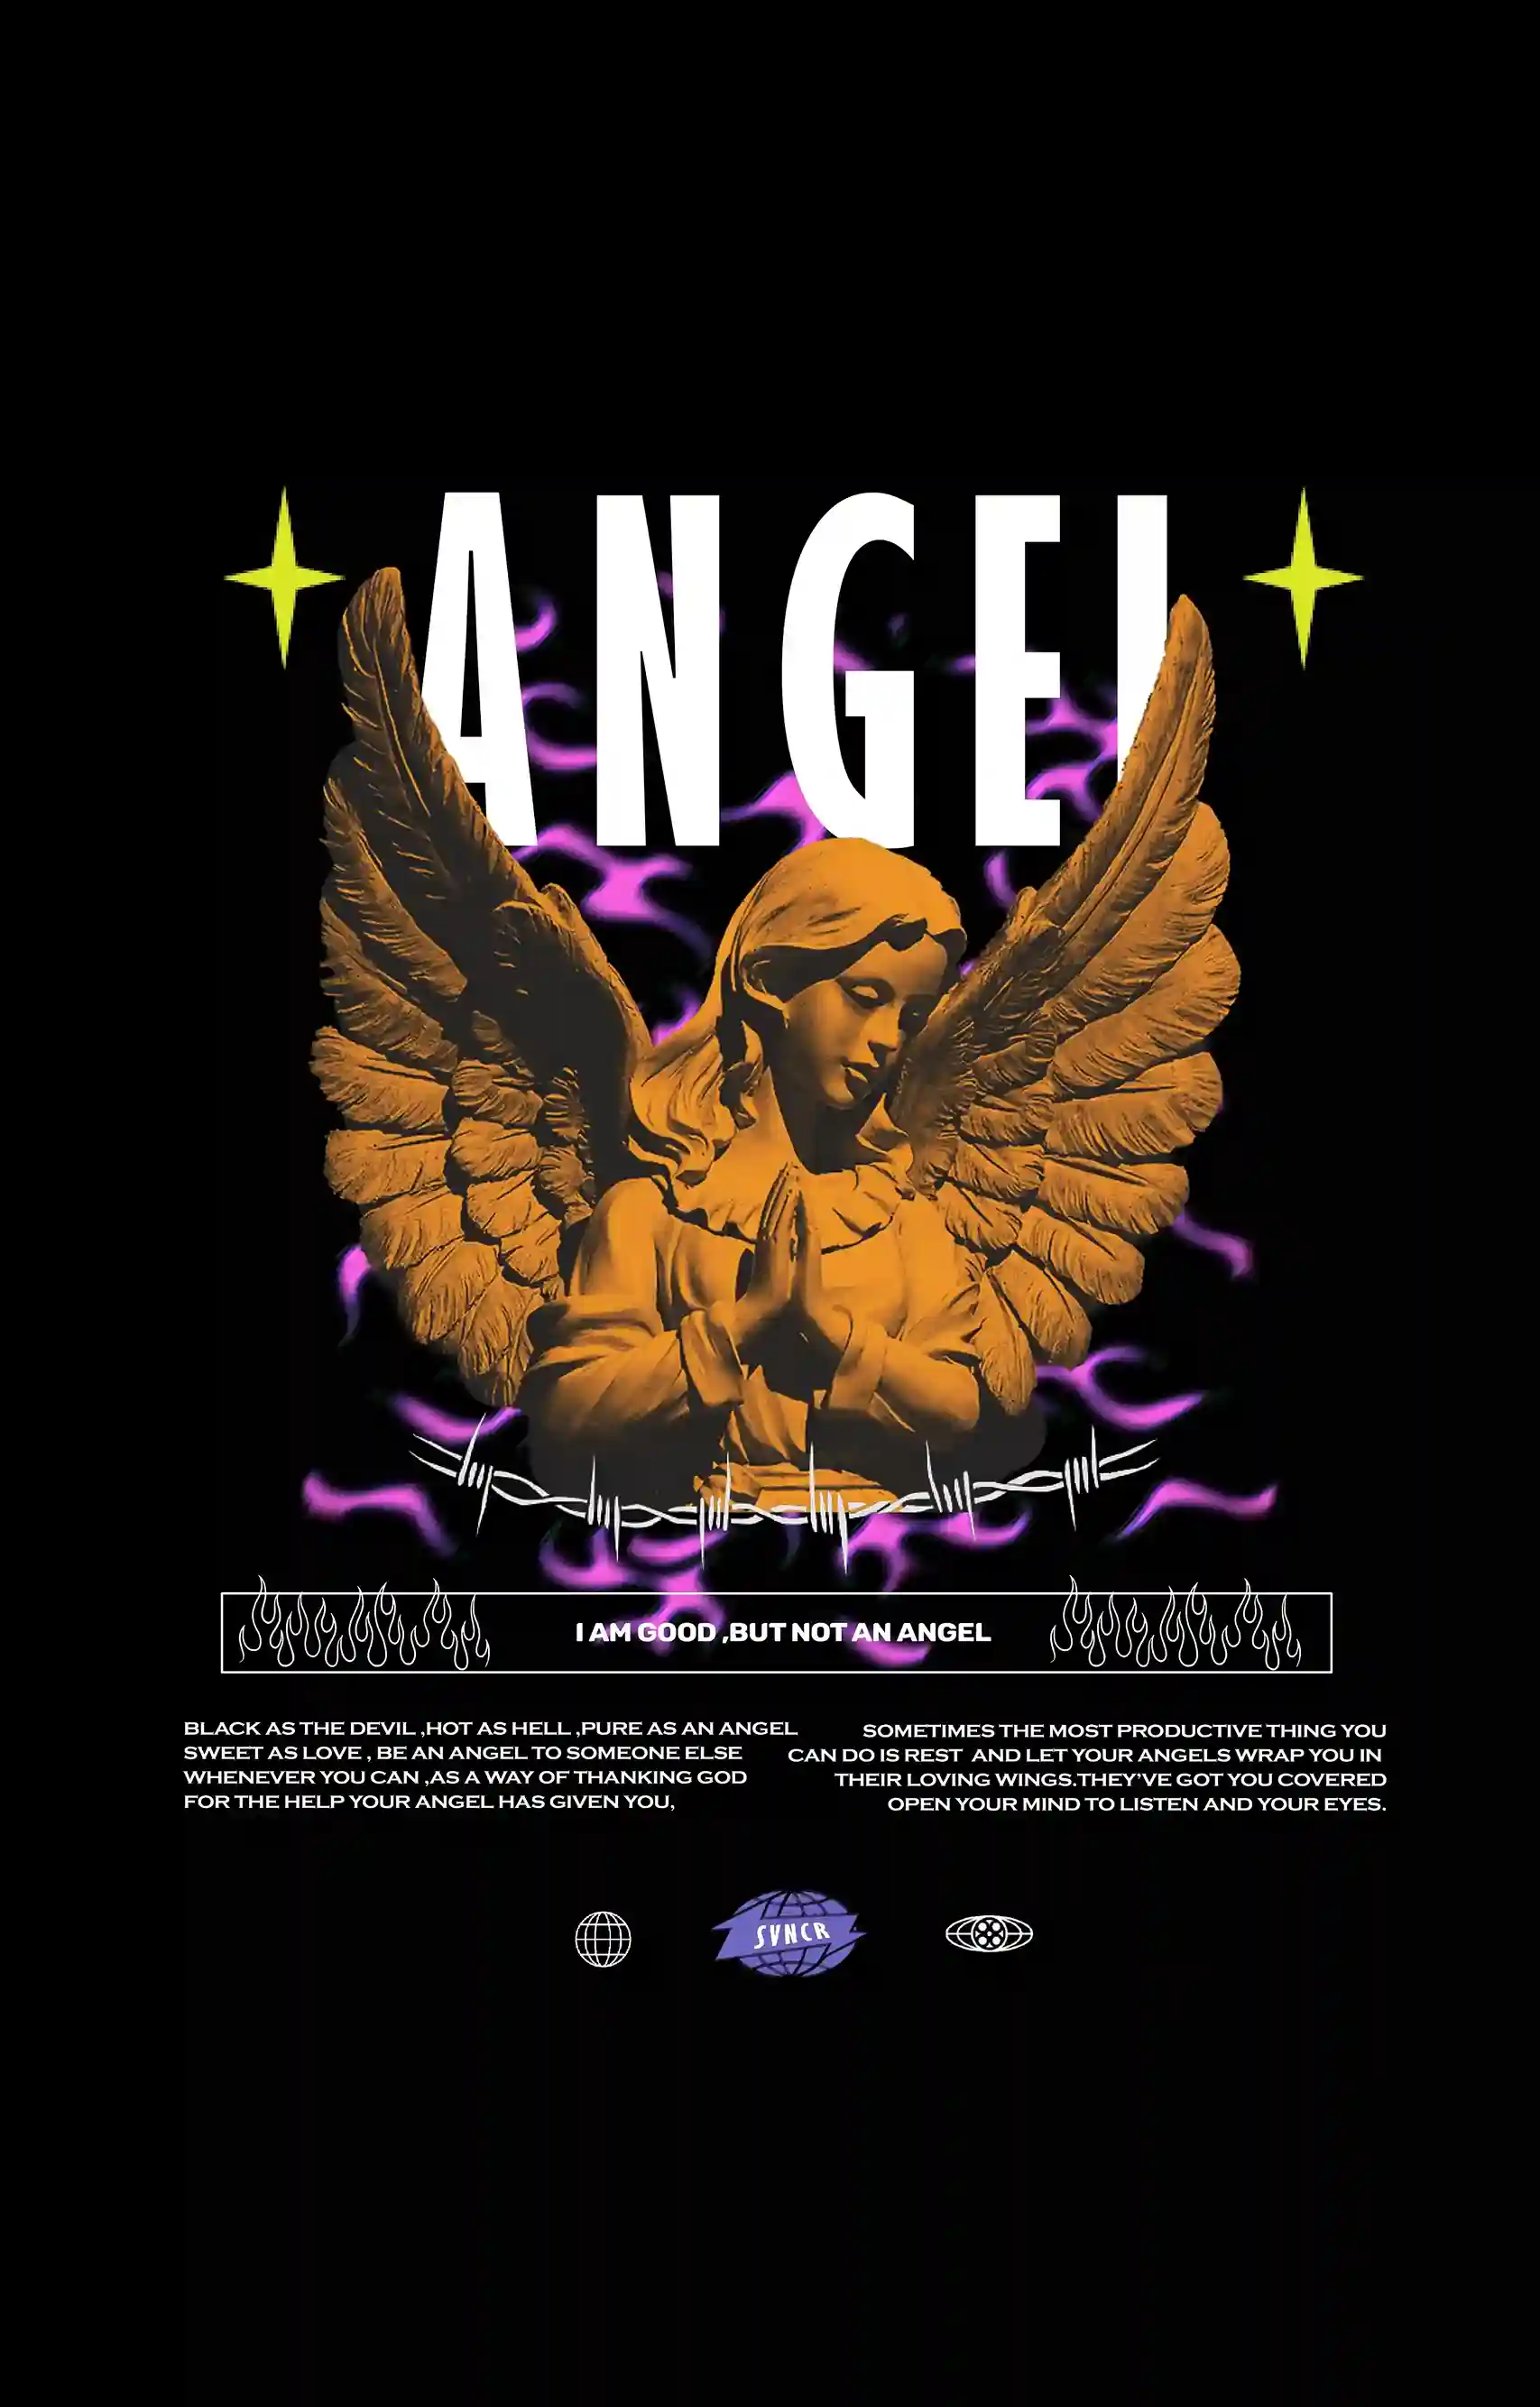 ANGEL
I AM GOOD ,BUT NOT AN ANGEL
BLACK AS THE DEVIL ,HOT AS HELL ,PURE AS AN ANGEL
SWEET AS LOVE , BE AN ANGEL TO SOMEONE ELSE
WHENEVER YOU CAN ,AS A WAY OF THANKING GOD
FOR THE HELP YOUR ANGEL HAS GIVEN YOU,
SOMETIMES THE MOST PRODUCTIVE THING YOU
CAN DO IS REST AND LET YOUR ANGELS WRAP YOU IN
THEIR LOVING WINGS.THEY'VE GOT YOU COVERED
OPEN YOUR MIND TO LISTEN AND YOUR EYES.
SVNCR